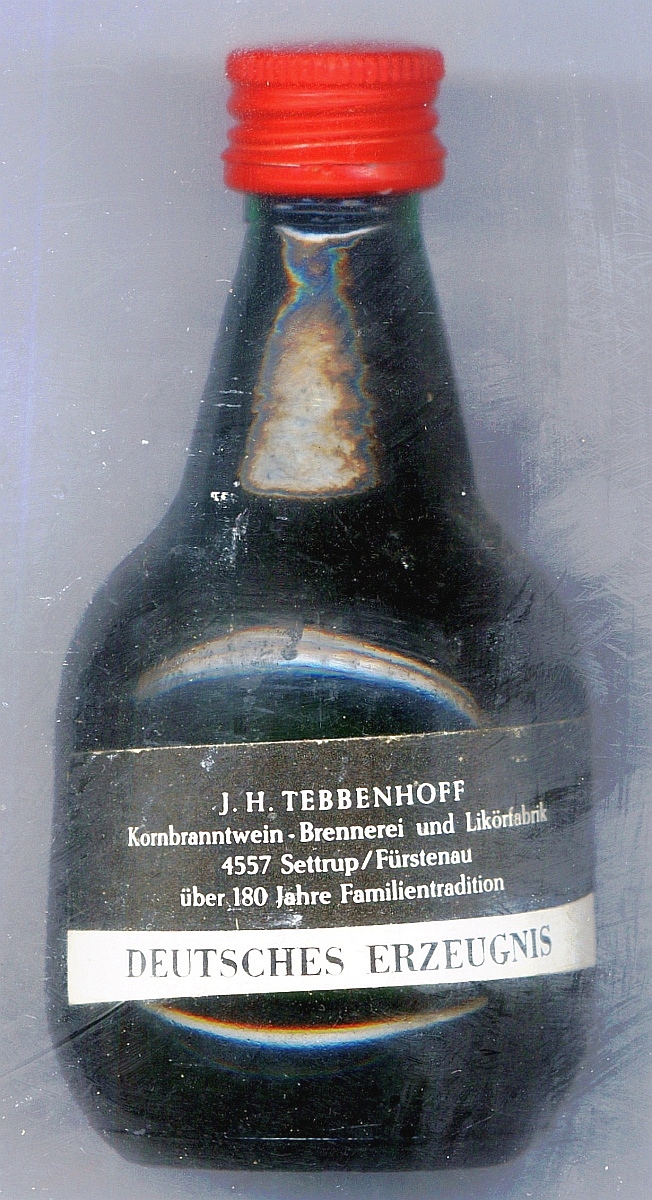 J. H. TEBBENHOFF
Kornbranntwein - Brennerei und Likörfabrik
4557 Settrup/Fürstenau
über 180 Jahre Familientradition
DEUTSCHES ERZEUGNIS